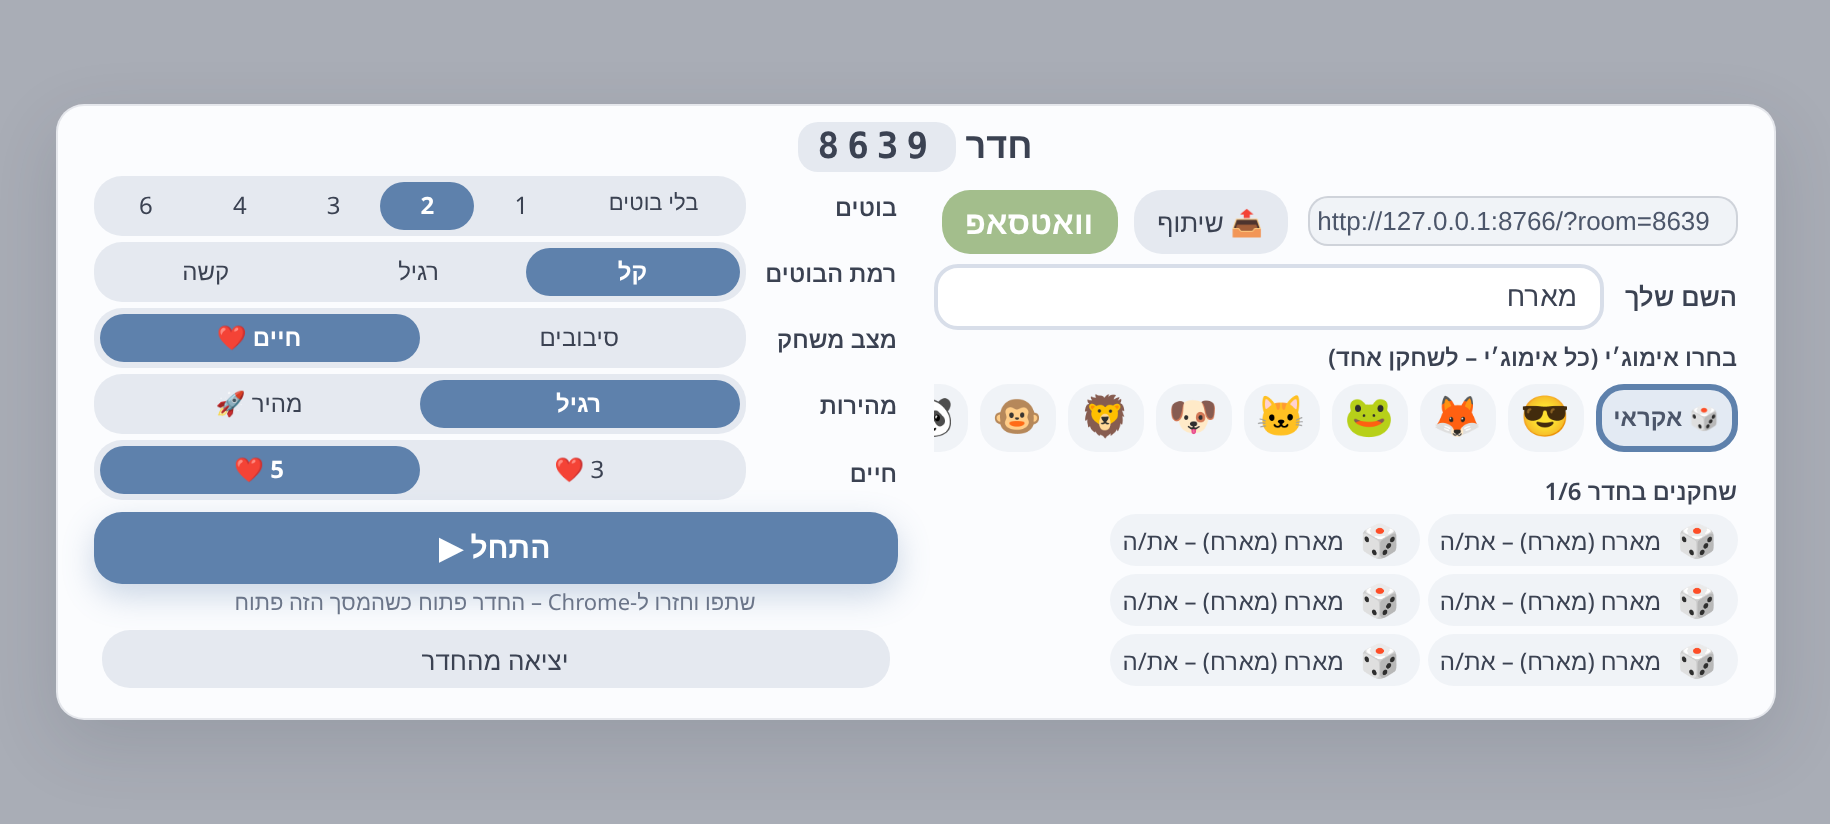 חדר 8639
http://127.0.0.1:8766/?room=8639
📤 שיתוף
וואטסאפ
השם שלך
מארח
בחרו אימוג׳י (כל אימוג׳י – לשחקן אחד)
🎲 אקראי
שחקנים בחדר 1/6
מארח (מארח) – את/ה
מארח (מארח) – את/ה
מארח (מארח) – את/ה
מארח (מארח) – את/ה
מארח (מארח) – את/ה
מארח (מארח) – את/ה
בוטים
בלי בוטים 1 2 3 4 6
רמת הבוטים
קל רגיל קשה
מצב משחק
סיבובים חיים ❤️
מהירות
רגיל מהיר 🚀
חיים
3 ❤️ 5 ❤️
התחל ▶
שתפו וחזרו ל-Chrome – החדר פתוח כשהמסך הזה פתוח
יציאה מהחדר